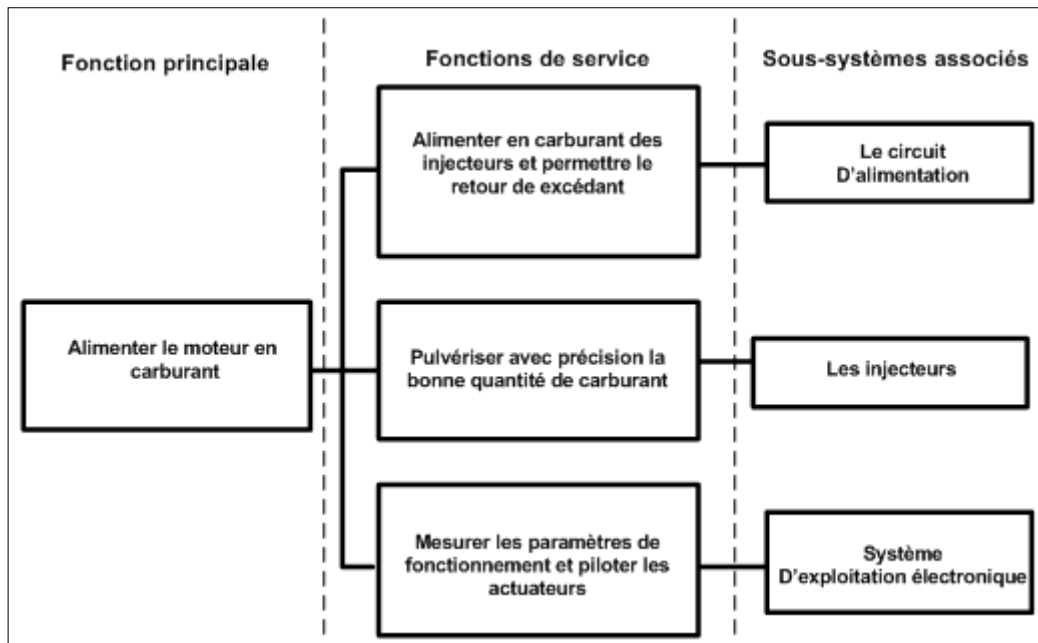 Fonction principale
Fonctions de service
Sous-systèmes associés
Alimenter le moteur en
carburant
Alimenter en carburant des
injecteurs et permettre le
retour de excédant
Le circuit
D'alimentation
Pulvériser avec précision la
bonne quantité de carburant
Les injecteurs
Mesurer les paramètres de
fonctionnement et piloter les
actuateurs
Système
D'exploitation électronique